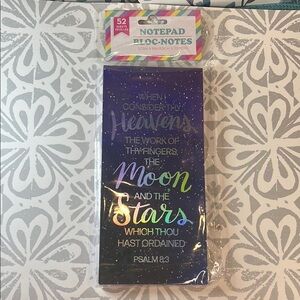 52
NOTEPAD
BLOC-NOTES
WHEN I
CONSIDER THY
Heavens,
THE WORK OF
THY FINGERS,
THE
Moon
AND THE
Stars,
WHICH THOU
HAST ORDAINED
PSALM 8:3